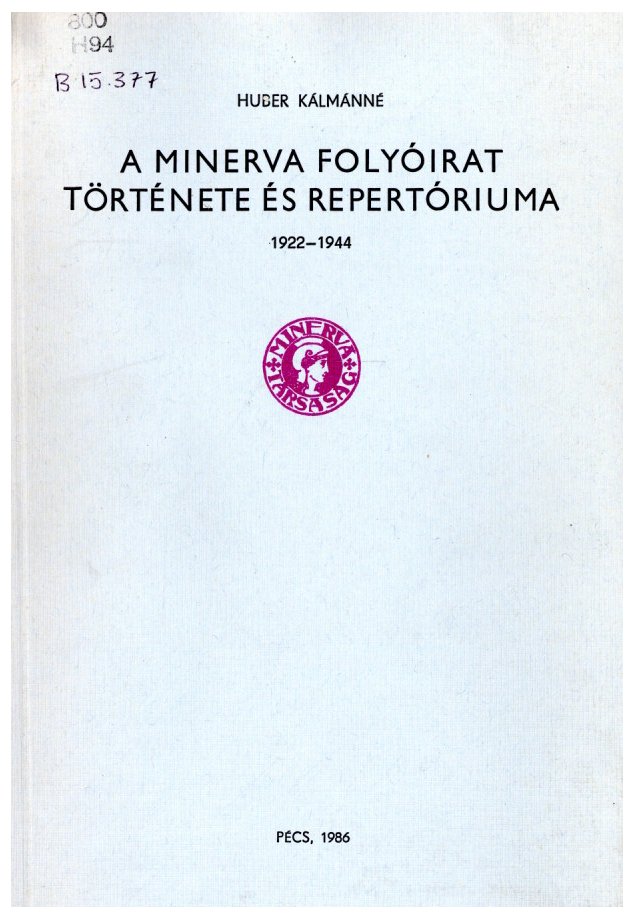 800
H94
B 15.377
HUBER KÁLMÁNNÉ
A MINERVA FOLYÓIRAT
TÖRTÉNETE ÉS REPERTÓRIUMA
1922–1944
MINERVA
TÁRSASÁG
PÉCS, 1986